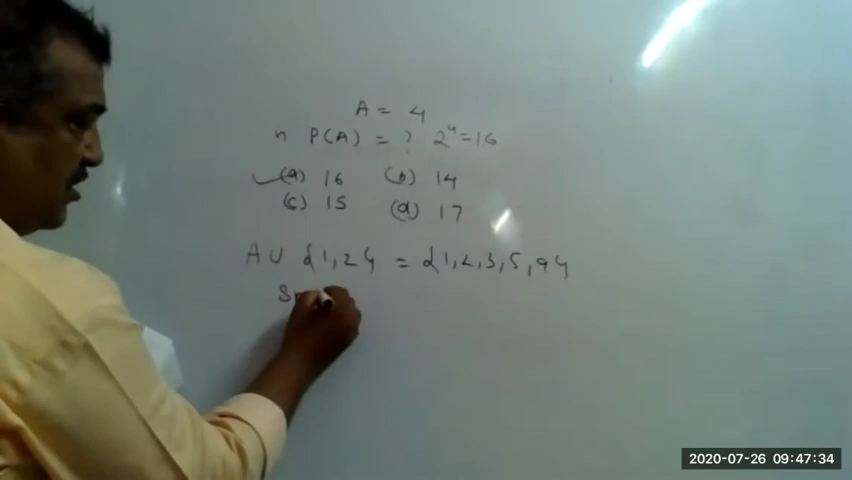 A = 4
n P(A) = ? 2⁴=16
(a) 16 (b) 14
(c) 15 (d) 17
A ∪ {1,2} = {1,2,3,5,9}
2020-07-26 09:47:34